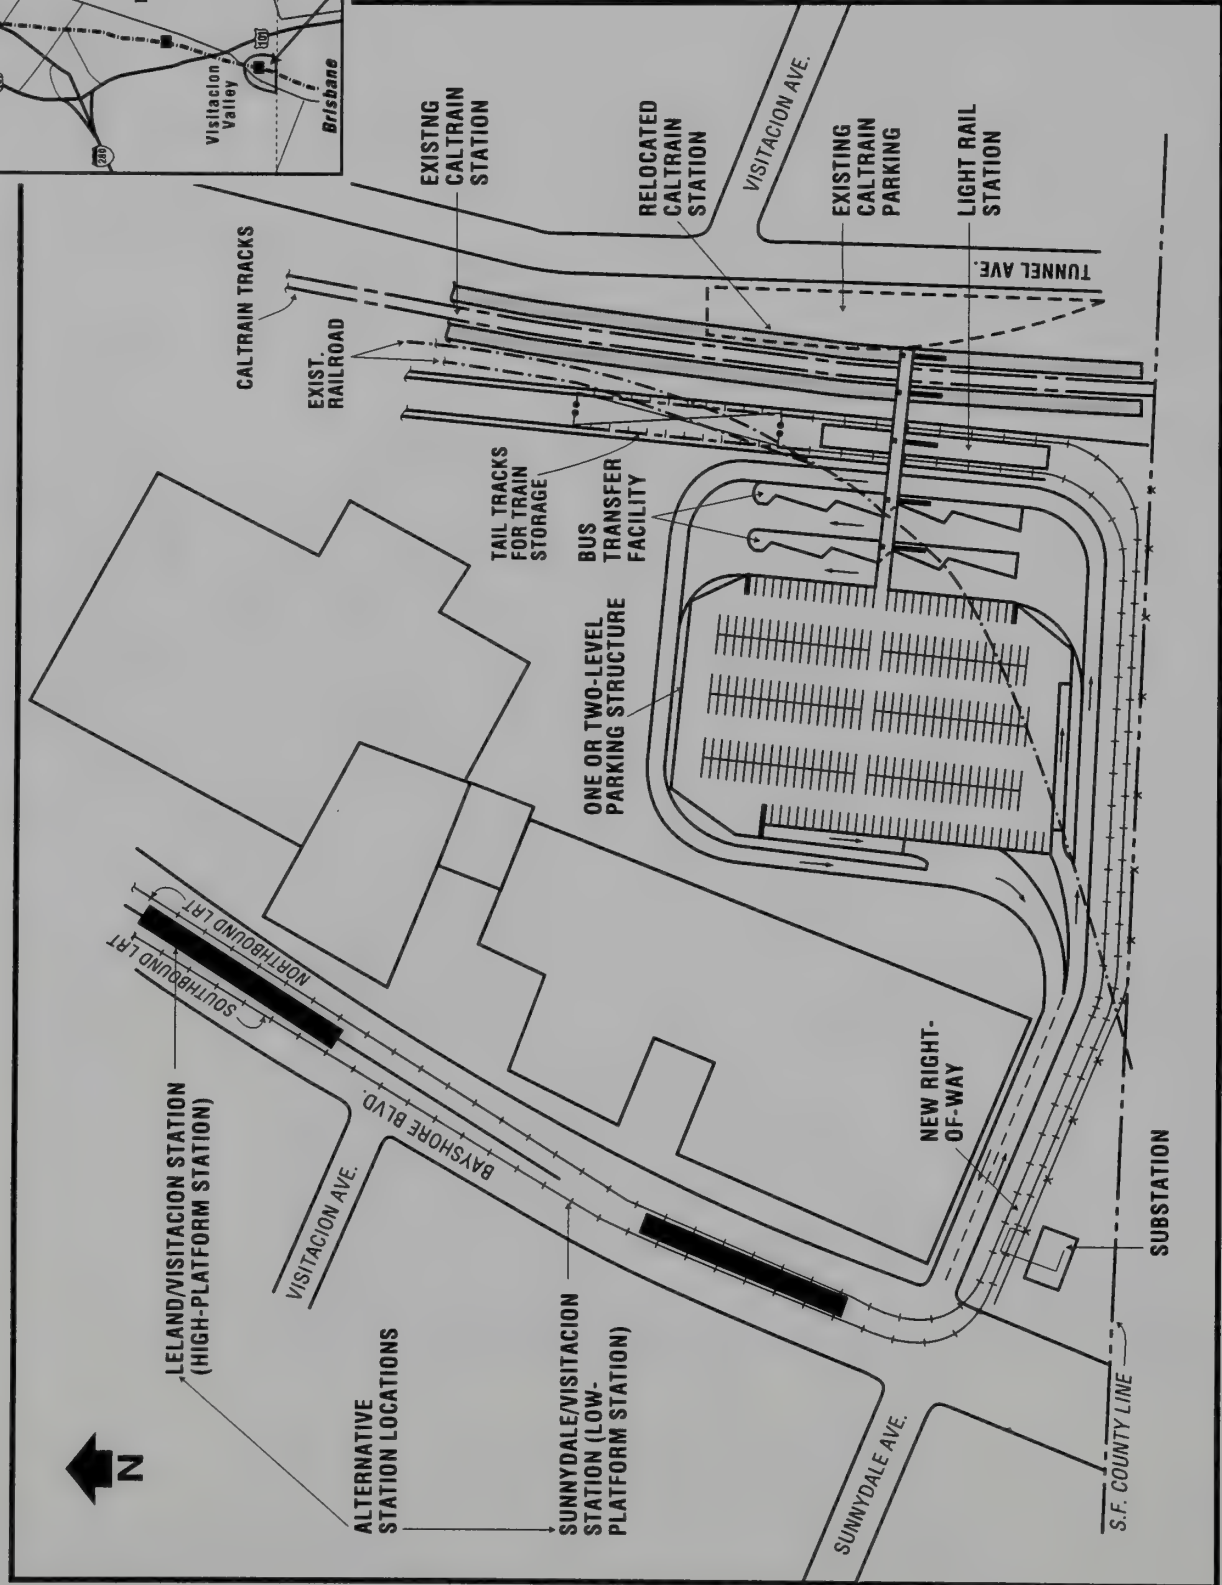 280
101
Visitacion
Valley
Brisbane
N
LELAND/VISITACION STATION
(HIGH-PLATFORM STATION)
ALTERNATIVE
STATION LOCATIONS
SUNNYDALE/VISITACION
STATION (LOW-
PLATFORM STATION)
SOUTHBOUND LRT
NORTHBOUND LRT
VISITACION AVE.
BAYSHORE BLVD.
SUNNYDALE AVE.
S.F. COUNTY LINE
SUBSTATION
NEW RIGHT-
OF-WAY
ONE OR TWO-LEVEL
PARKING STRUCTURE
BUS
TRANSFER
FACILITY
TAIL TRACKS
FOR TRAIN
STORAGE
EXIST.
RAILROAD
CALTRAIN TRACKS
EXISTNG
CALTRAIN
STATION
RELOCATED
CALTRAIN
STATION
VISITACION AVE.
EXISTING
CALTRAIN
PARKING
LIGHT RAIL
STATION
TUNNEL AVE.